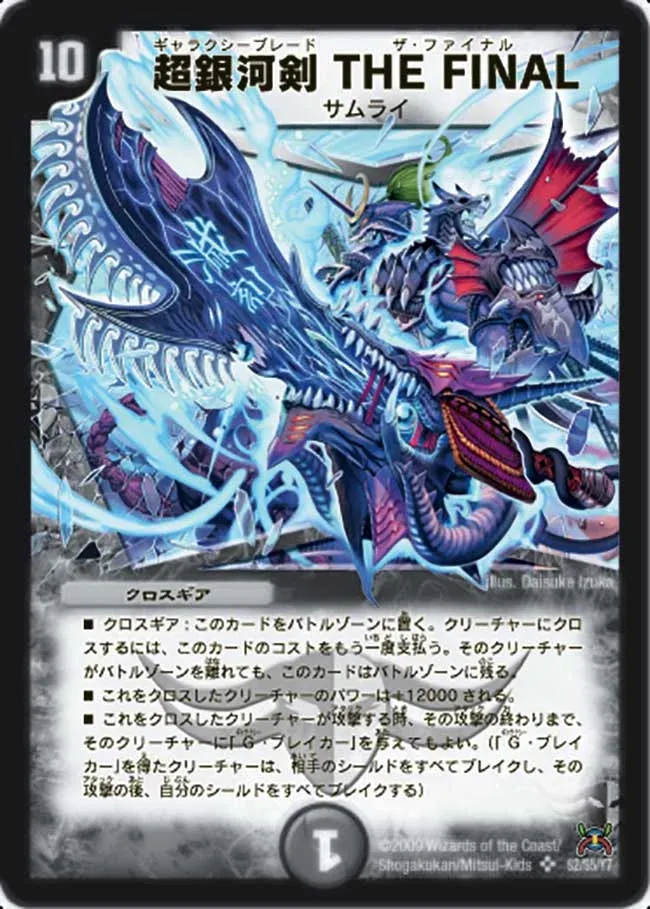 10
ギャラクシーブレード ザ・ファイナル
超銀河剣 THE FINAL
サムライ
illus. Daisuke Izuka
クロスギア
■ クロスギア:このカードをバトルゾーンに置く。クリーチャーにクロ
スするには、このカードのコストをもう一度支払う。そのクリーチャー
がバトルゾーンを離れても、このカードはバトルゾーンに残る。
■ これをクロスしたクリーチャーのパワーは+12000 される。
■ これをクロスしたクリーチャーが攻撃する時、その攻撃の終わりまで、
そのクリーチャーに「G・ブレイカー」を与えてもよい。(「G・ブレイ
カー」を得たクリーチャーは、相手のシールドをすべてブレイクし、その
攻撃の後、自分のシールドをすべてブレイクする)
1
©2009 Wizards of the Coast/
Shogakukan/Mitsui-Kids S2/S5/Y7